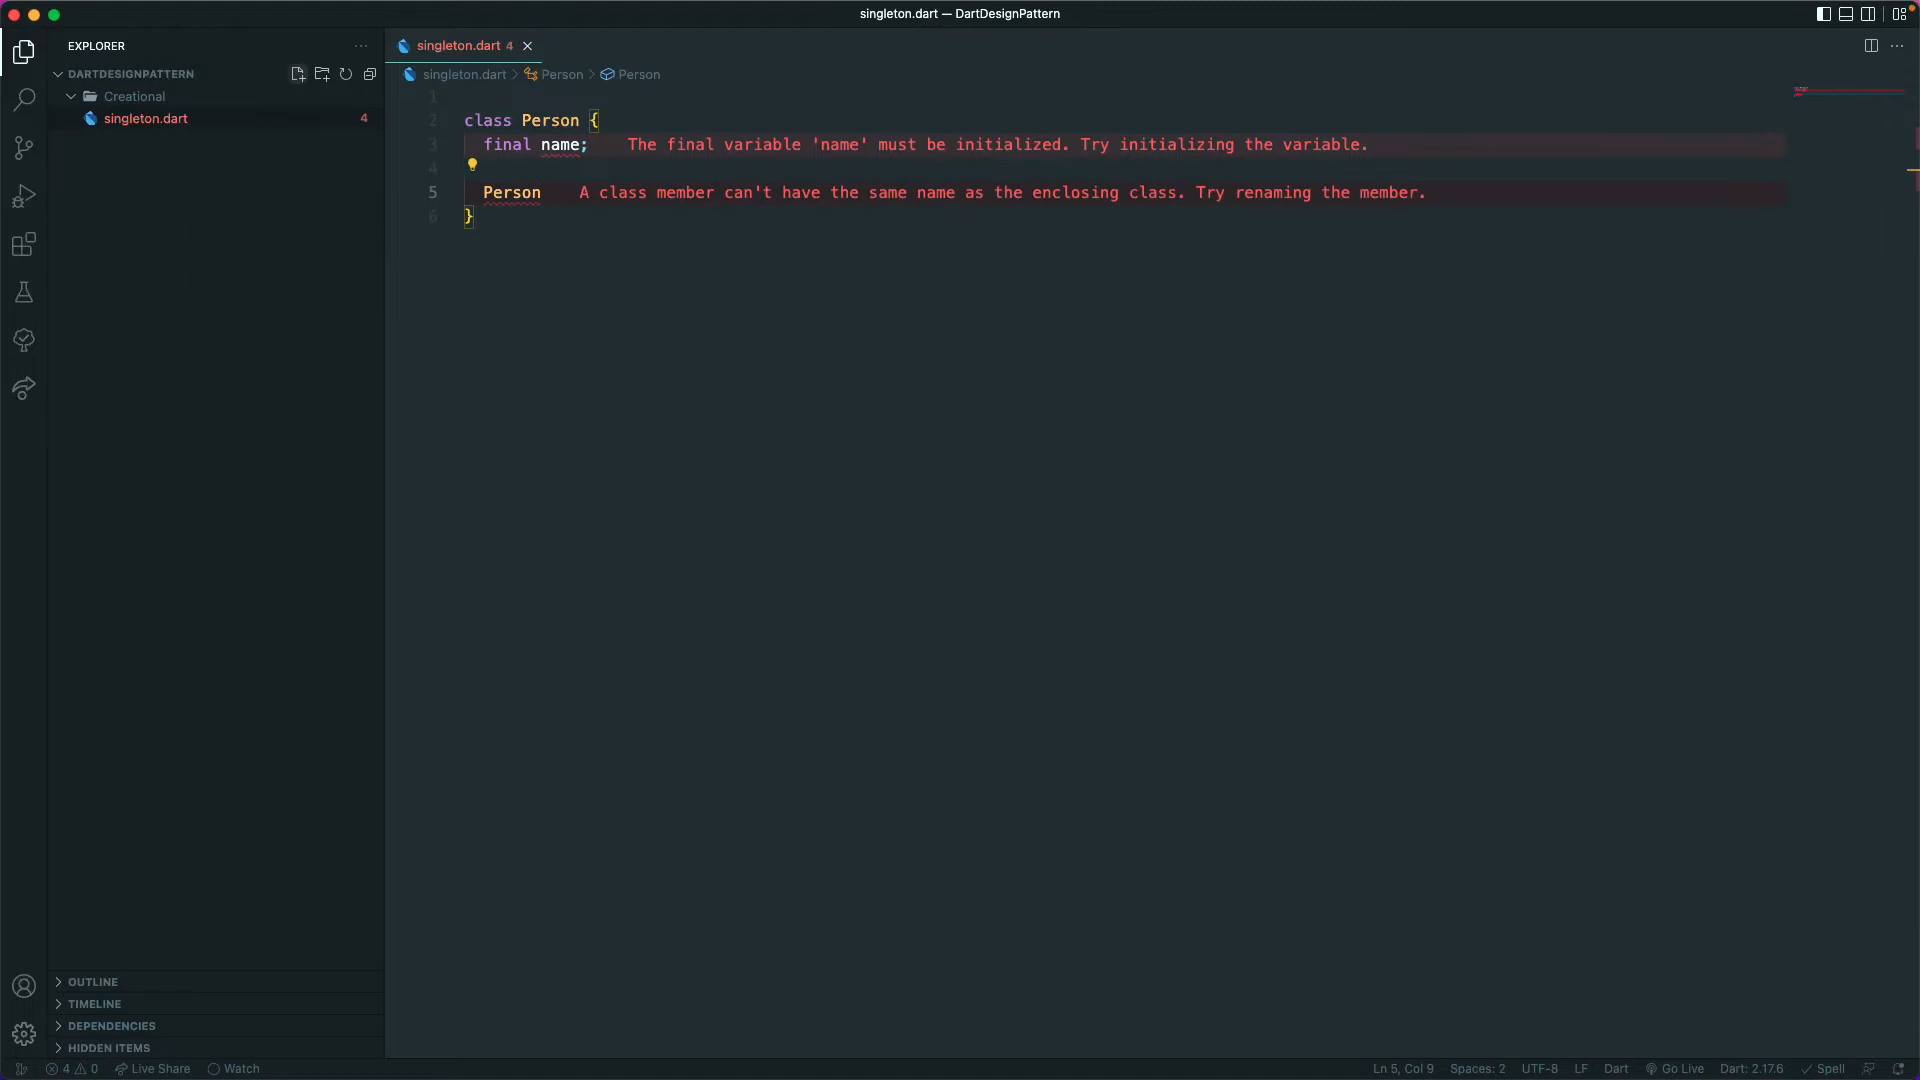 singleton.dart — DartDesignPattern
EXPLORER
DARTDESIGNPATTERN
Creational
singleton.dart 4
singleton.dart 4
singleton.dart > Person > Person
1
2 class Person {
3 final name; The final variable 'name' must be initialized. Try initializing the variable.
4
5 Person A class member can't have the same name as the enclosing class. Try renaming the member.
6 }
OUTLINE
TIMELINE
DEPENDENCIES
HIDDEN ITEMS
4 0 Live Share Watch Ln 5, Col 9 Spaces: 2 UTF-8 LF Dart Go Live Dart: 2.17.6 Spell